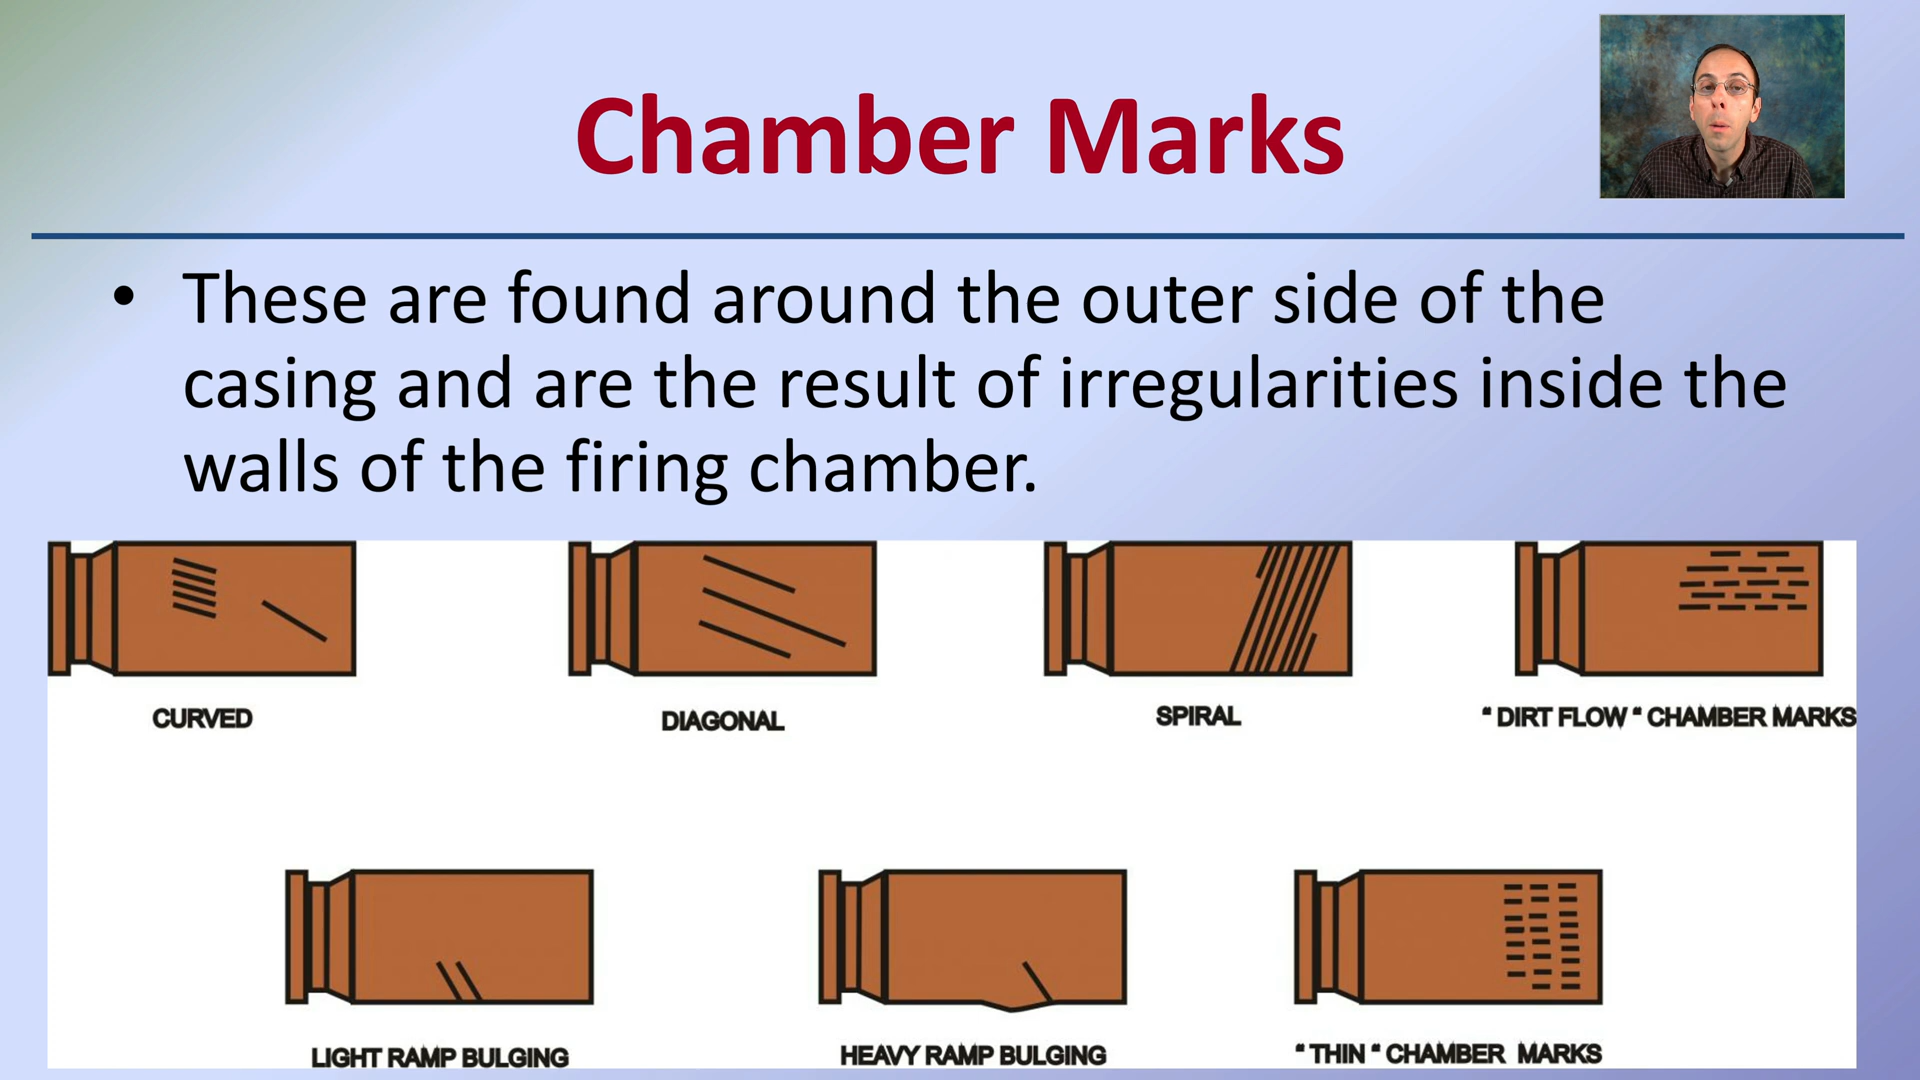 Chamber Marks
• These are found around the outer side of the
casing and are the result of irregularities inside the
walls of the firing chamber.
CURVED
DIAGONAL
SPIRAL
“ DIRT FLOW “ CHAMBER MARKS
LIGHT RAMP BULGING
HEAVY RAMP BULGING
“ THIN “ CHAMBER MARKS